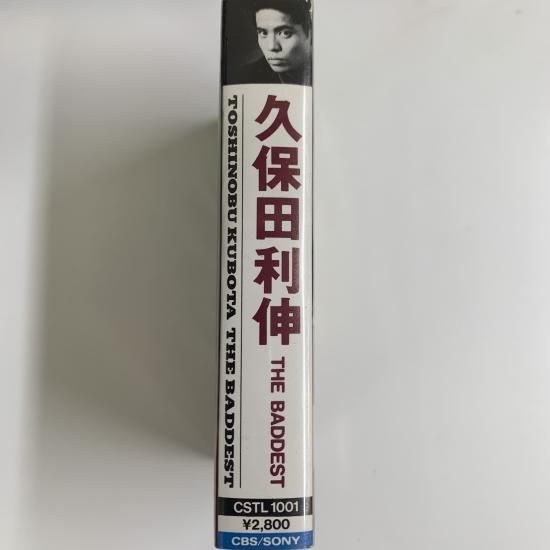 久保田利伸 THE BADDEST
TOSHINOBU KUBOTA THE BADDEST
CSTL 1001
¥2,800
CBS/SONY